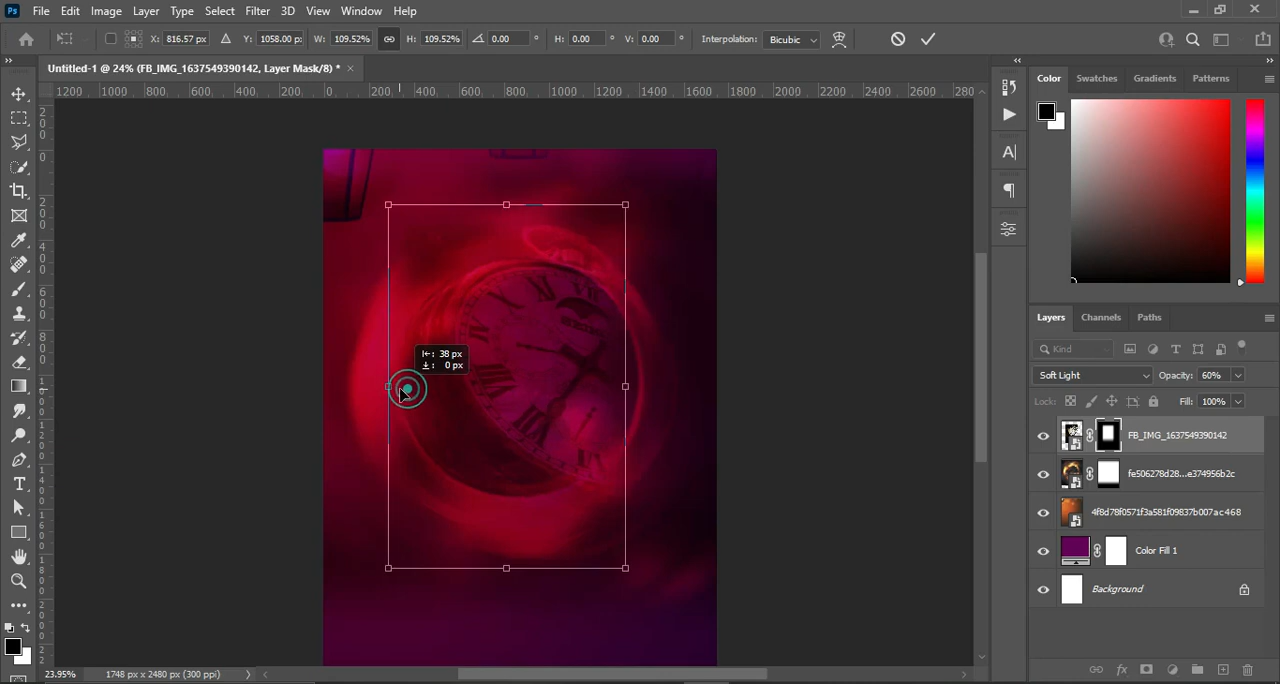 Ps File Edit Image Layer Type Select Filter 3D View Window Help
X: 816.57 px Y: 1058.00 p: W: 109.52% H: 109.52% 0.00 ° H: 0.00 ° V: 0.00 ° Interpolation: Bicubic
Untitled-1 @ 24% (FB_IMG_1637549390142, Layer Mask/8) * ×
1200 1000 800 600 400 200 0 200 400 600 800 1000 1200 1400 1600 1800 2000 2200 2400 2600 280
Color Swatches Gradients Patterns
Layers Channels Paths
Kind
Soft Light Opacity: 60%
Lock: Fill: 100%
FB_IMG_1637549390142
fe506278d28...e374956b2c
4f8d78f0571f3a581f09837b007ac468
Color Fill 1
Background
38 px
0 px
23.95% 1748 px x 2480 px (300 ppi)